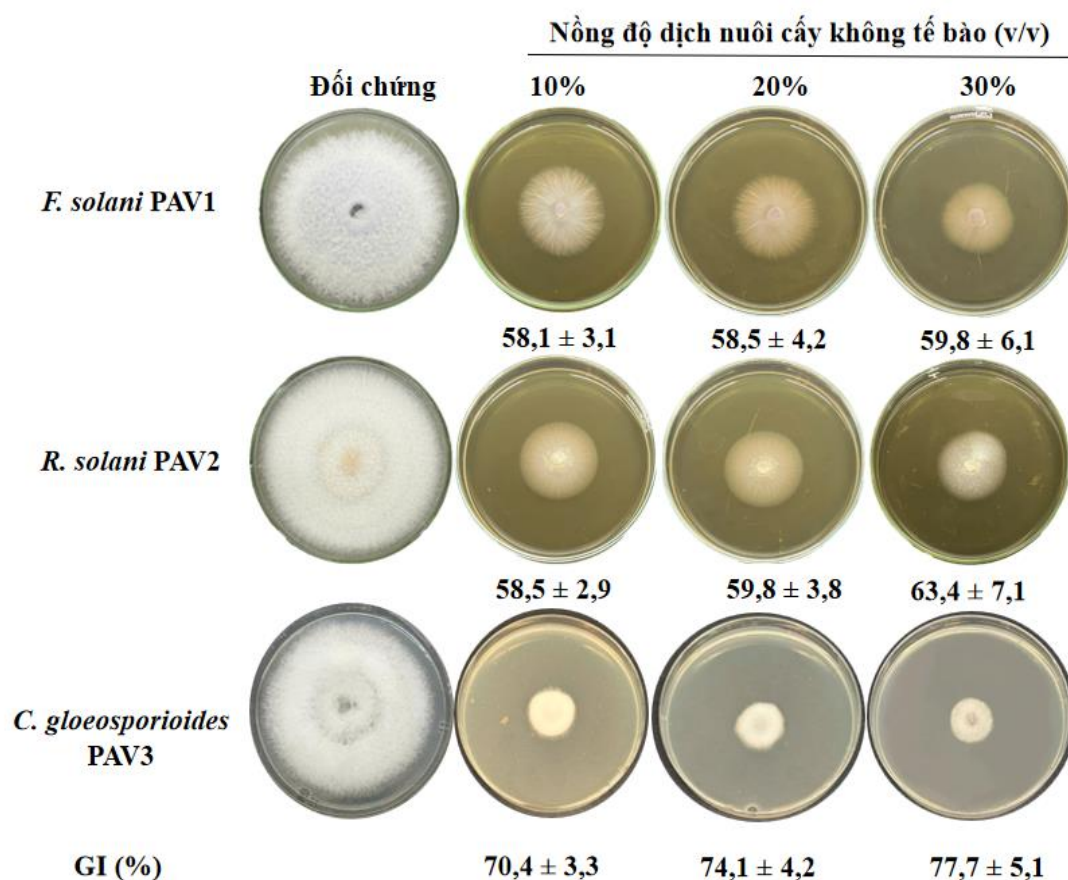 Nồng độ dịch nuôi cấy không tế bào (v/v)
Đối chứng 10% 20% 30%
F. solani PAV1
58,1 ± 3,1 58,5 ± 4,2 59,8 ± 6,1
R. solani PAV2
58,5 ± 2,9 59,8 ± 3,8 63,4 ± 7,1
C. gloeosporioides
PAV3
GI (%) 70,4 ± 3,3 74,1 ± 4,2 77,7 ± 5,1